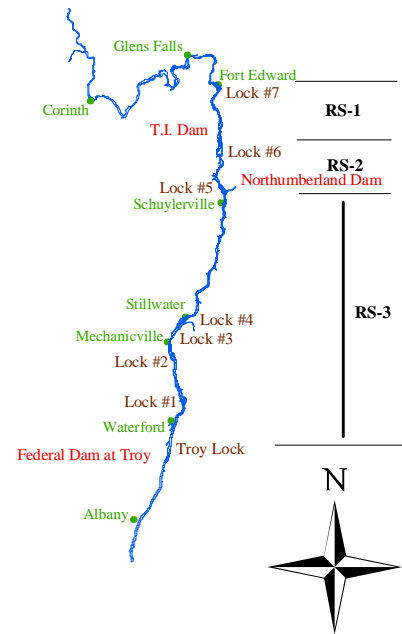 Glens Falls
Fort Edward
Lock #7
Corinth
RS-1
T.I. Dam
Lock #6
RS-2
Northumberland Dam
Lock #5
Schuylerville
Stillwater
Lock #4
RS-3
Mechanicville
Lock #3
Lock #2
Lock #1
Waterford
Troy Lock
Federal Dam at Troy
N
Albany